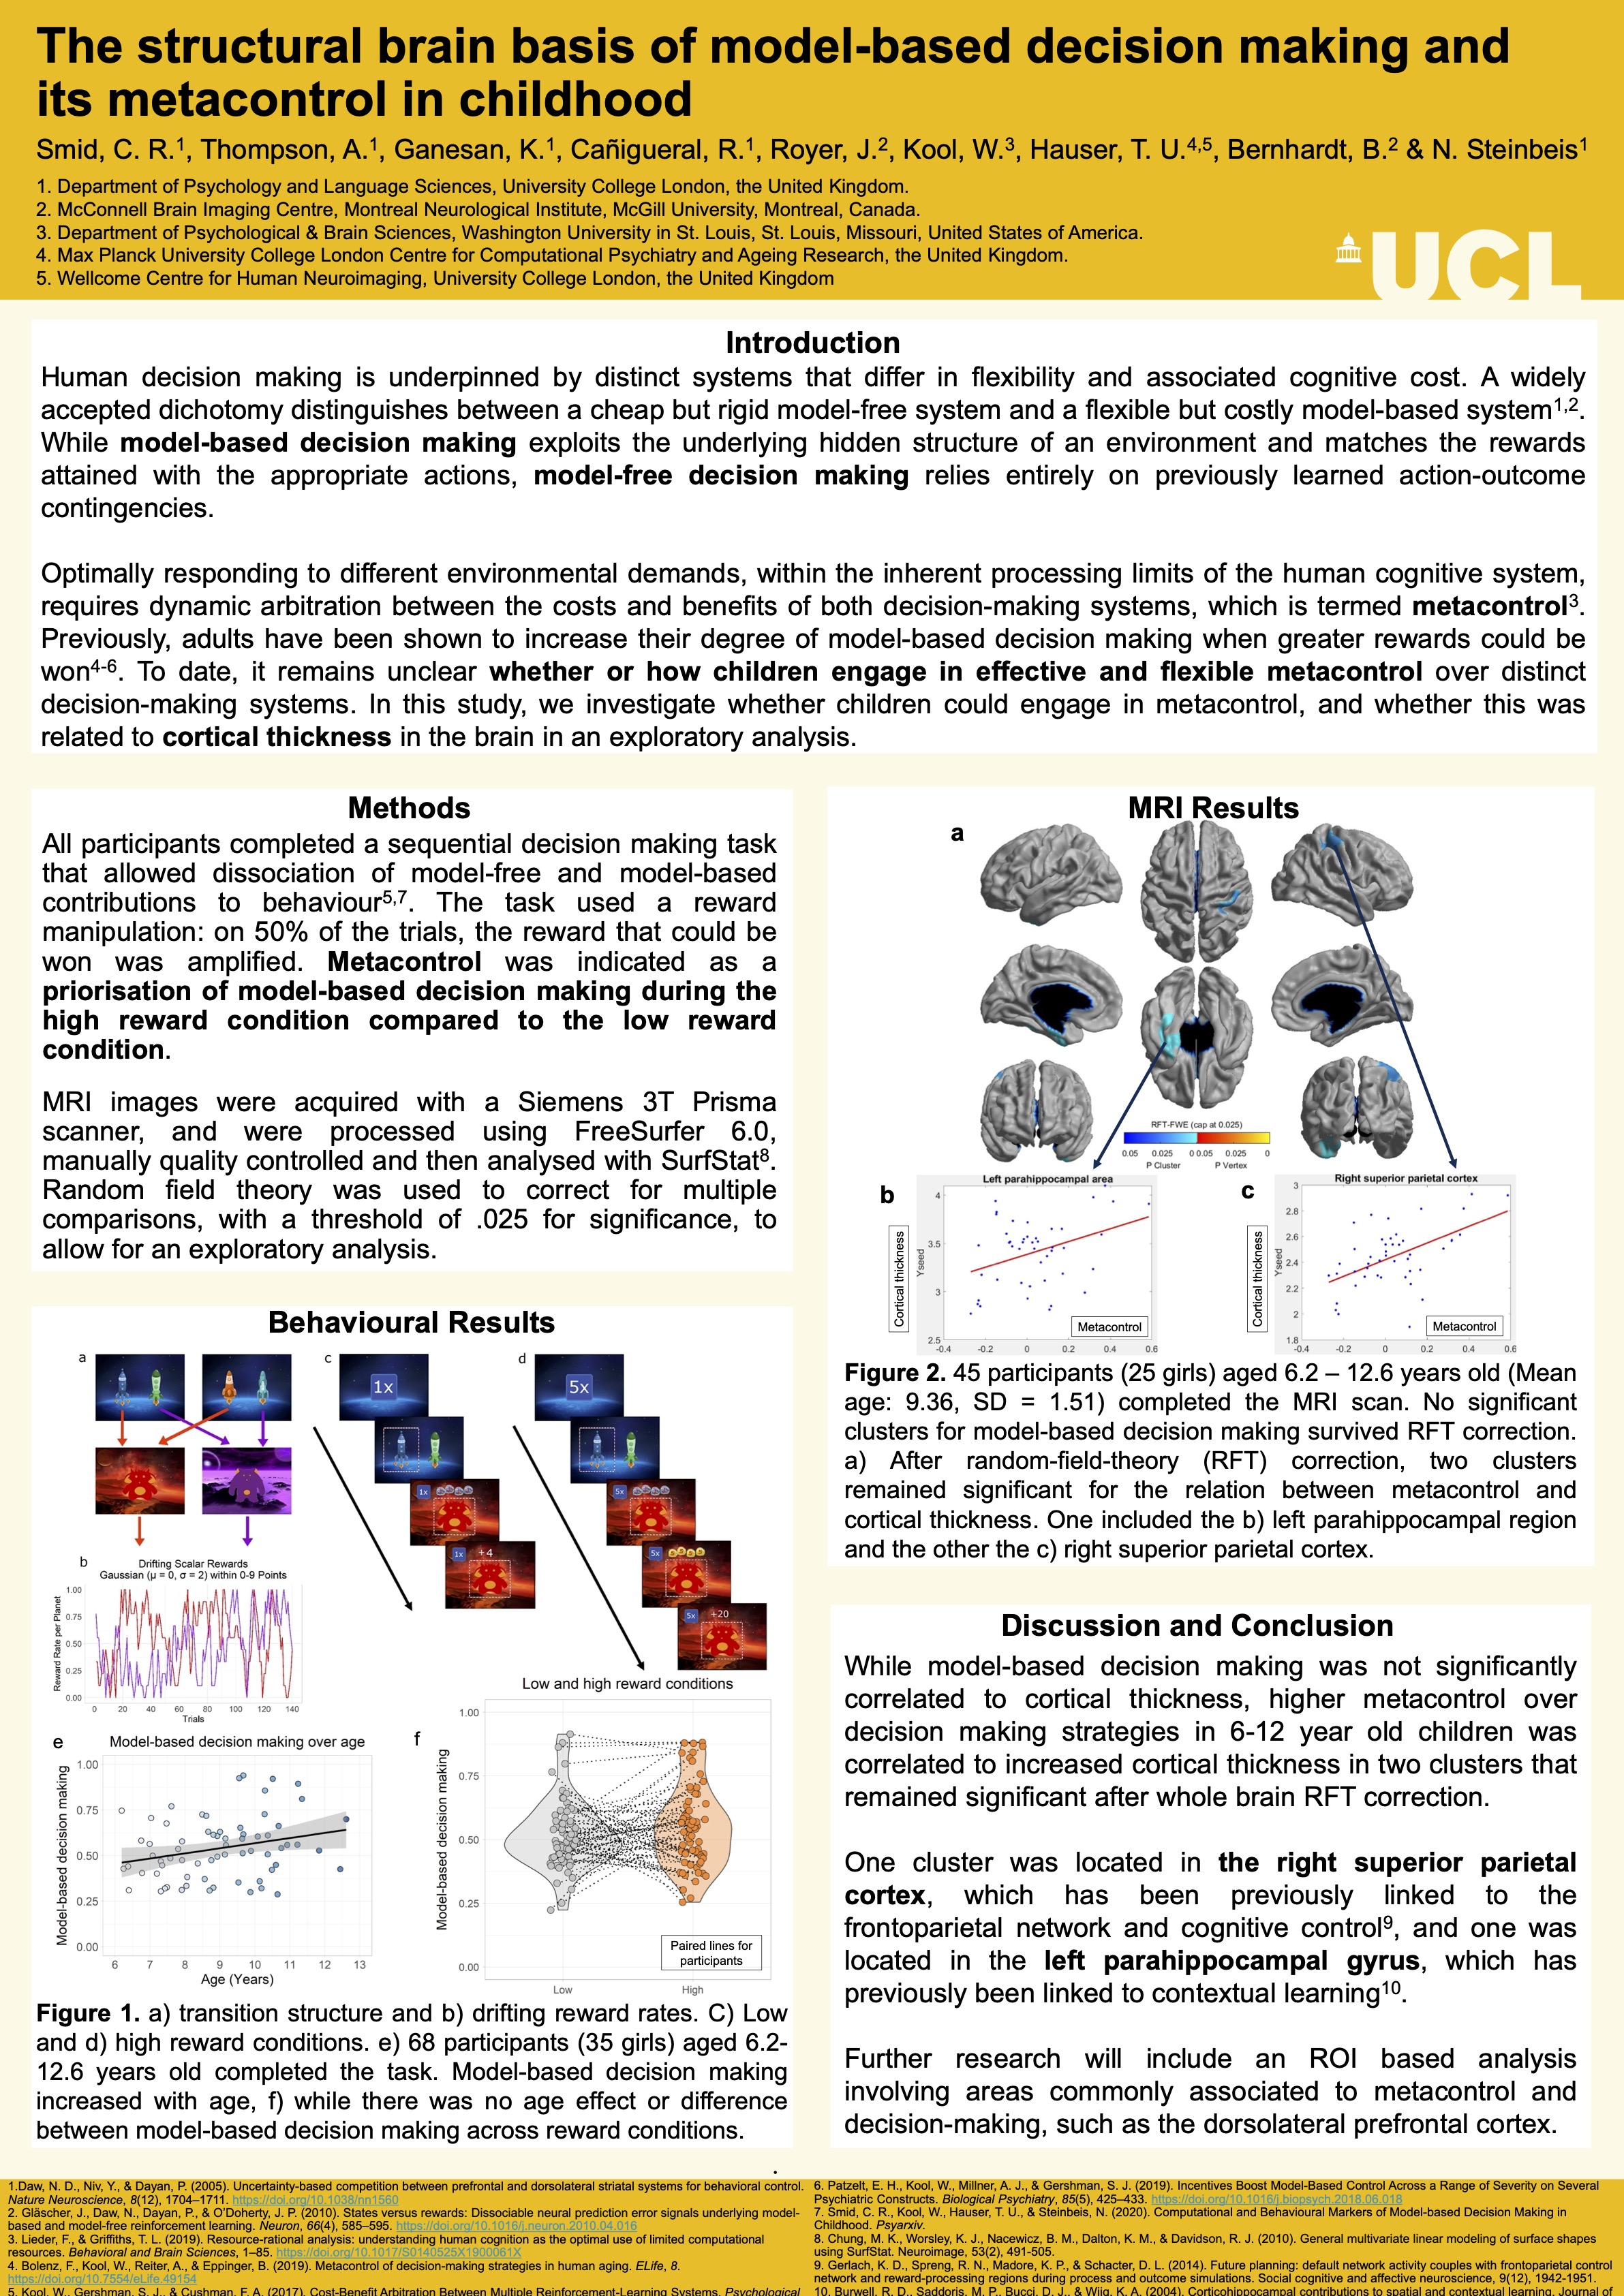 The structural brain basis of model-based decision making and
its metacontrol in childhood
Smid, C. R.1, Thompson, A.1, Ganesan, K.1, Cañigueral, R.1, Royer, J.2, Kool, W.3, Hauser, T. U.4,5, Bernhardt, B.2 & N. Steinbeis1
1. Department of Psychology and Language Sciences, University College London, the United Kingdom.
2. McConnell Brain Imaging Centre, Montreal Neurological Institute, McGill University, Montreal, Canada.
3. Department of Psychological & Brain Sciences, Washington University in St. Louis, St. Louis, Missouri, United States of America.
4. Max Planck University College London Centre for Computational Psychiatry and Ageing Research, the United Kingdom.
5. Wellcome Centre for Human Neuroimaging, University College London, the United Kingdom
UCL
Introduction
Human decision making is underpinned by distinct systems that differ in flexibility and associated cognitive cost. A widely
accepted dichotomy distinguishes between a cheap but rigid model-free system and a flexible but costly model-based system1,2.
While model-based decision making exploits the underlying hidden structure of an environment and matches the rewards
attained with the appropriate actions, model-free decision making relies entirely on previously learned action-outcome
contingencies.
Optimally responding to different environmental demands, within the inherent processing limits of the human cognitive system,
requires dynamic arbitration between the costs and benefits of both decision-making systems, which is termed metacontrol3.
Previously, adults have been shown to increase their degree of model-based decision making when greater rewards could be
won4-6. To date, it remains unclear whether or how children engage in effective and flexible metacontrol over distinct
decision-making systems. In this study, we investigate whether children could engage in metacontrol, and whether this was
related to cortical thickness in the brain in an exploratory analysis.
Methods
All participants completed a sequential decision making task
that allowed dissociation of model-free and model-based
contributions to behaviour5,7. The task used a reward
manipulation: on 50% of the trials, the reward that could be
won was amplified. Metacontrol was indicated as a
priorisation of model-based decision making during the
high reward condition compared to the low reward
condition.
MRI images were acquired with a Siemens 3T Prisma
scanner, and were processed using FreeSurfer 6.0,
manually quality controlled and then analysed with SurfStat8.
Random field theory was used to correct for multiple
comparisons, with a threshold of .025 for significance, to
allow for an exploratory analysis.
Behavioural Results
a
c
d
1x
5x
1x
5x
1x
+4
5x
5x
+20
b
Drifting Scalar Rewards
Gaussian (μ = 0, σ = 2) within 0-9 Points
Reward Rate per Planet
1.00
0.75
0.50
0.25
0.00
0 20 40 60 80 100 120 140
Trials
e
Model-based decision making over age
Model-based decision making
1.00
0.75
0.50
0.25
0.00
6 7 8 9 10 11 12 13
Age (Years)
f
Low and high reward conditions
Model-based decision making
1.00
0.75
0.50
0.25
0.00
Paired lines for
participants
Low High
Figure 1. a) transition structure and b) drifting reward rates. C) Low
and d) high reward conditions. e) 68 participants (35 girls) aged 6.2-
12.6 years old completed the task. Model-based decision making
increased with age, f) while there was no age effect or difference
between model-based decision making across reward conditions.
MRI Results
a
RFT-FWE (cap at 0.025)
0.05 0.025 0 0.05 0.025 0
P Cluster P Vertex
b
Left parahippocampal area
Cortical thickness
Yseed
4
3.5
3
2.5
-0.4 -0.2 0 0.2 0.4 0.6
Metacontrol
c
Right superior parietal cortex
Cortical thickness
Yseed
3
2.8
2.6
2.4
2.2
2
1.8
-0.4 -0.2 0 0.2 0.4 0.6
Metacontrol
Figure 2. 45 participants (25 girls) aged 6.2 – 12.6 years old (Mean
age: 9.36, SD = 1.51) completed the MRI scan. No significant
clusters for model-based decision making survived RFT correction.
a) After random-field-theory (RFT) correction, two clusters
remained significant for the relation between metacontrol and
cortical thickness. One included the b) left parahippocampal region
and the other the c) right superior parietal cortex.
Discussion and Conclusion
While model-based decision making was not significantly
correlated to cortical thickness, higher metacontrol over
decision making strategies in 6-12 year old children was
correlated to increased cortical thickness in two clusters that
remained significant after whole brain RFT correction.
One cluster was located in the right superior parietal
cortex, which has been previously linked to the
frontoparietal network and cognitive control9, and one was
located in the left parahippocampal gyrus, which has
previously been linked to contextual learning10.
Further research will include an ROI based analysis
involving areas commonly associated to metacontrol and
decision-making, such as the dorsolateral prefrontal cortex.
.
1.Daw, N. D., Niv, Y., & Dayan, P. (2005). Uncertainty-based competition between prefrontal and dorsolateral striatal systems for behavioral control.
Nature Neuroscience, 8(12), 1704–1711. https://doi.org/10.1038/nn1560
2. Gläscher, J., Daw, N., Dayan, P., & O'Doherty, J. P. (2010). States versus rewards: Dissociable neural prediction error signals underlying model-
based and model-free reinforcement learning. Neuron, 66(4), 585–595. https://doi.org/10.1016/j.neuron.2010.04.016
3. Lieder, F., & Griffiths, T. L. (2019). Resource-rational analysis: understanding human cognition as the optimal use of limited computational
resources. Behavioral and Brain Sciences, 1–85. https://doi.org/10.1017/S0140525X1900061X
4. Bolenz, F., Kool, W., Reiter, A., & Eppinger, B. (2019). Metacontrol of decision-making strategies in human aging. ELife, 8.
https://doi.org/10.7554/eLife.49154
5. Kool, W., Gershman, S. J., & Cushman, F. A. (2017). Cost-Benefit Arbitration Between Multiple Reinforcement-Learning Systems. Psychological
6. Patzelt, E. H., Kool, W., Millner, A. J., & Gershman, S. J. (2019). Incentives Boost Model-Based Control Across a Range of Severity on Several
Psychiatric Constructs. Biological Psychiatry, 85(5), 425–433. https://doi.org/10.1016/j.biopsych.2018.06.018
7. Smid, C. R., Kool, W., Hauser, T. U., & Steinbeis, N. (2020). Computational and Behavioural Markers of Model-based Decision Making in
Childhood. Psyarxiv.
8. Chung, M. K., Worsley, K. J., Nacewicz, B. M., Dalton, K. M., & Davidson, R. J. (2010). General multivariate linear modeling of surface shapes
using SurfStat. Neuroimage, 53(2), 491-505.
9. Gerlach, K. D., Spreng, R. N., Madore, K. P., & Schacter, D. L. (2014). Future planning: default network activity couples with frontoparietal control
network and reward-processing regions during process and outcome simulations. Social cognitive and affective neuroscience, 9(12), 1942-1951.
10. Burwell, R. D., Saddoris, M. P., Bucci, D. J., & Wiig, K. A. (2004). Corticohippocampal contributions to spatial and contextual learning. Journal of